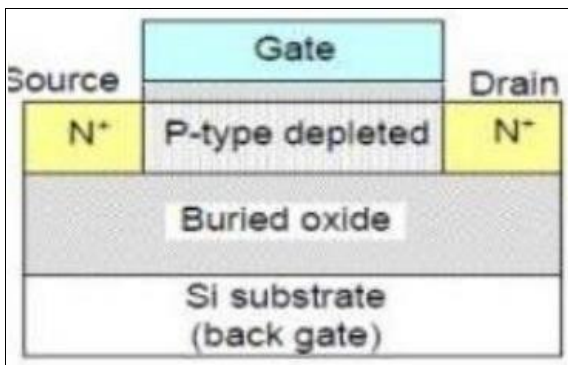 Gate
Source
Drain
N+
P-type depleted
N+
Buried oxide
Si substrate
(back gate)